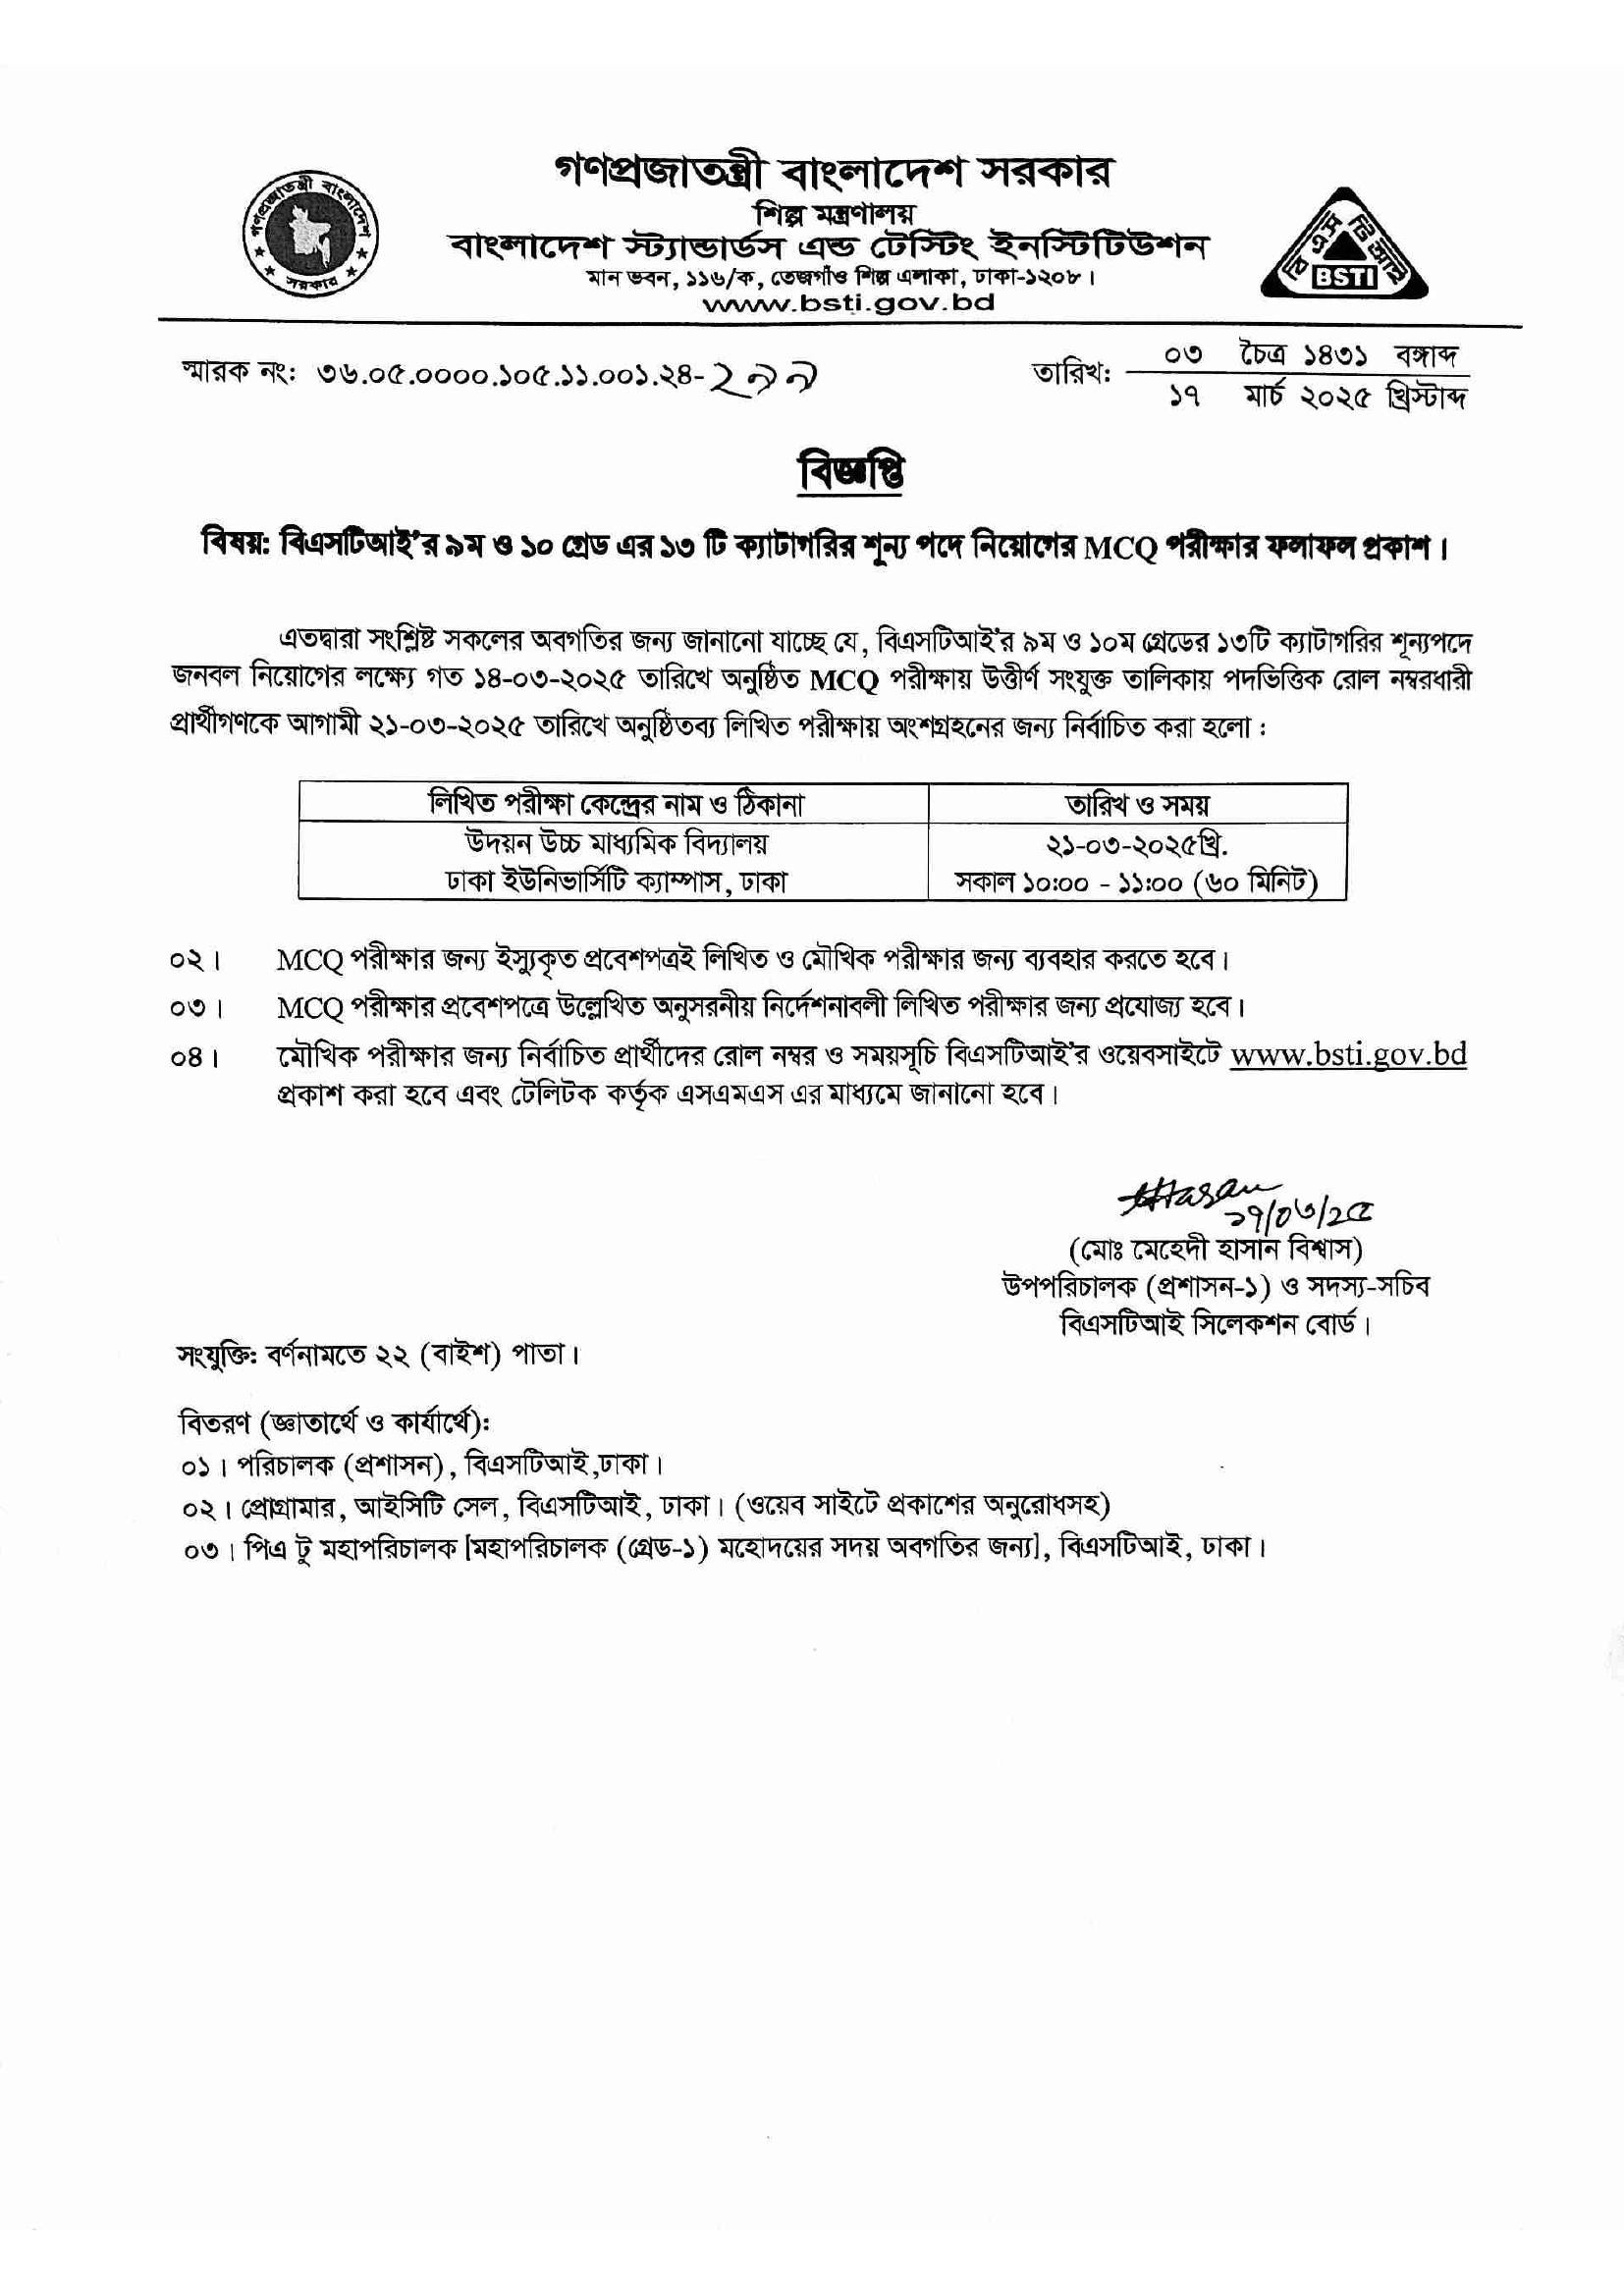 গণপ্রজাতন্ত্রী বাংলাদেশ সরকার
শিল্প মন্ত্রণালয়
বাংলাদেশ স্ট্যান্ডার্ডস এন্ড টেস্টিং ইনস্টিটিউশন
মান ভবন, ১১৬/ক, তেজগাঁও শিল্প এলাকা, ঢাকা-১২০৮।
www.bsti.gov.bd
গণপ্রজাতন্ত্রী বাংলাদেশ
সরকার
বিএসটিআই
BSTI
স্মারক নং: ৩৬.০৫.০০০০.১০৫.১১.০০১.২৪-২৯৯
তারিখ: ০৩ চৈত্র ১৪৩১ বঙ্গাব্দ
১৭ মার্চ ২০২৫ খ্রিস্টাব্দ
বিজ্ঞপ্তি
বিষয়: বিএসটিআই'র ৯ম ও ১০ গ্রেড এর ১৩ টি ক্যাটাগরির শূন্য পদে নিয়োগের MCQ পরীক্ষার ফলাফল প্রকাশ।
এতদ্বারা সংশ্লিষ্ট সকলের অবগতির জন্য জানানো যাচ্ছে যে, বিএসটিআই'র ৯ম ও ১০ম গ্রেডের ১৩টি ক্যাটাগরির শূন্যপদে
জনবল নিয়োগের লক্ষ্যে গত ১৪-০৩-২০২৫ তারিখে অনুষ্ঠিত MCQ পরীক্ষায় উত্তীর্ণ সংযুক্ত তালিকায় পদভিত্তিক রোল নম্বরধারী
প্রার্থীগণকে আগামী ২১-০৩-২০২৫ তারিখে অনুষ্ঠিতব্য লিখিত পরীক্ষায় অংশগ্রহনের জন্য নির্বাচিত করা হলো :
লিখিত পরীক্ষা কেন্দ্রের নাম ও ঠিকানা তারিখ ও সময়
উদয়ন উচ্চ মাধ্যমিক বিদ্যালয় ২১-০৩-২০২৫খ্রি.
ঢাকা ইউনিভার্সিটি ক্যাম্পাস, ঢাকা সকাল ১০:০০ - ১১:০০ (৬০ মিনিট)
০২। MCQ পরীক্ষার জন্য ইস্যুকৃত প্রবেশপত্রই লিখিত ও মৌখিক পরীক্ষার জন্য ব্যবহার করতে হবে।
০৩। MCQ পরীক্ষার প্রবেশপত্রে উল্লেখিত অনুসরনীয় নির্দেশনাবলী লিখিত পরীক্ষার জন্য প্রযোজ্য হবে।
০৪। মৌখিক পরীক্ষার জন্য নির্বাচিত প্রার্থীদের রোল নম্বর ও সময়সূচি বিএসটিআই'র ওয়েবসাইটে www.bsti.gov.bd
প্রকাশ করা হবে এবং টেলিটক কর্তৃক এসএমএস এর মাধ্যমে জানানো হবে।
Hasan
১৭/০৩/২৫
(মোঃ মেহেদী হাসান বিশ্বাস)
উপপরিচালক (প্রশাসন-১) ও সদস্য-সচিব
বিএসটিআই সিলেকশন বোর্ড।
সংযুক্তি: বর্ণনামতে ২২ (বাইশ) পাতা।
বিতরণ (জ্ঞাতার্থে ও কার্যার্থে):
০১। পরিচালক (প্রশাসন), বিএসটিআই,ঢাকা।
০২। প্রোগ্রামার, আইসিটি সেল, বিএসটিআই, ঢাকা। (ওয়েব সাইটে প্রকাশের অনুরোধসহ)
০৩। পিএ টু মহাপরিচালক [মহাপরিচালক (গ্রেড-১) মহোদয়ের সদয় অবগতির জন্য], বিএসটিআই, ঢাকা।